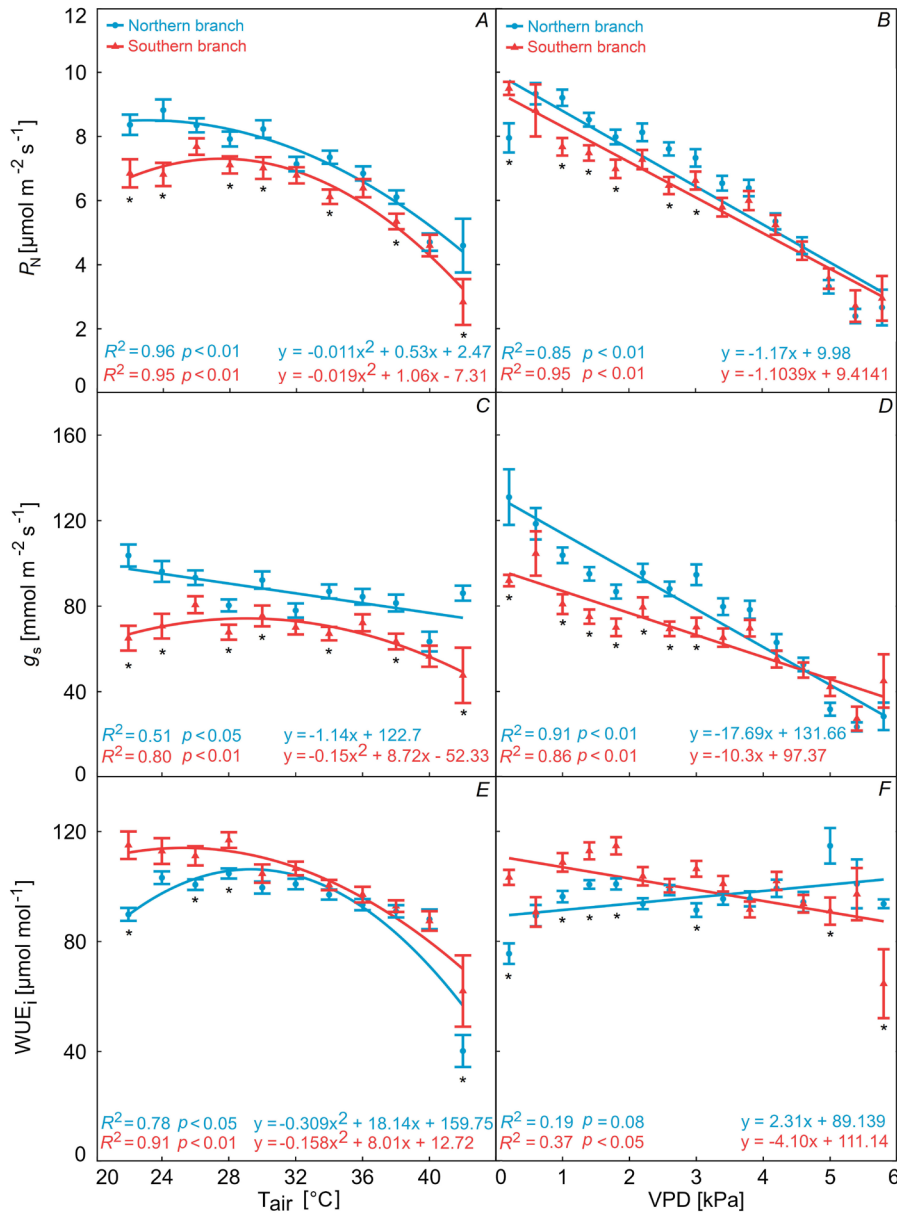 A
Northern branch
Southern branch
12
10
8
6
4
2
0
P_N [µmol m⁻² s⁻¹]
* * * * * * *
R² = 0.96 p < 0.01 y = -0.011x² + 0.53x + 2.47
R² = 0.95 p < 0.01 y = -0.019x² + 1.06x - 7.31
B
Northern branch
Southern branch
* * * * * *
R² = 0.85 p < 0.01 y = -1.17x + 9.98
R² = 0.95 p < 0.01 y = -1.1039x + 9.4141
C
160
120
80
40
0
g_s [mmol m⁻² s⁻¹]
* * * * * * *
R² = 0.51 p < 0.05 y = -1.14x + 122.7
R² = 0.80 p < 0.01 y = -0.15x² + 8.72x - 52.33
D
* * * * * * *
R² = 0.91 p < 0.01 y = -17.69x + 131.66
R² = 0.86 p < 0.01 y = -10.3x + 97.37
E
120
80
40
0
WUE_i [µmol mol⁻¹]
* * * *
R² = 0.78 p < 0.05 y = -0.309x² + 18.14x + 159.75
R² = 0.91 p < 0.01 y = -0.158x² + 8.01x + 12.72
20 24 28 32 36 40
T_air [°C]
F
* * * * * * *
R² = 0.19 p = 0.08 y = 2.31x + 89.139
R² = 0.37 p < 0.05 y = -4.10x + 111.14
0 1 2 3 4 5 6
VPD [kPa]